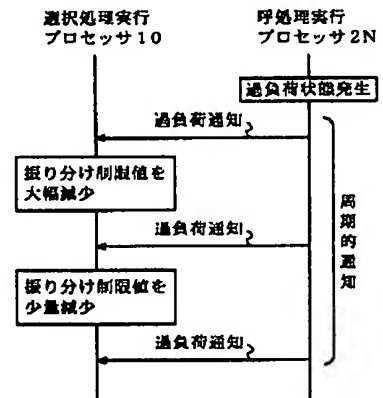 選択処理実行
プロセッサ10
呼処理実行
プロセッサ2N
過負荷状態発生
過負荷通知
振り分け制限値を
大幅減少
過負荷通知
振り分け制限値を
少量減少
過負荷通知
周期的通知